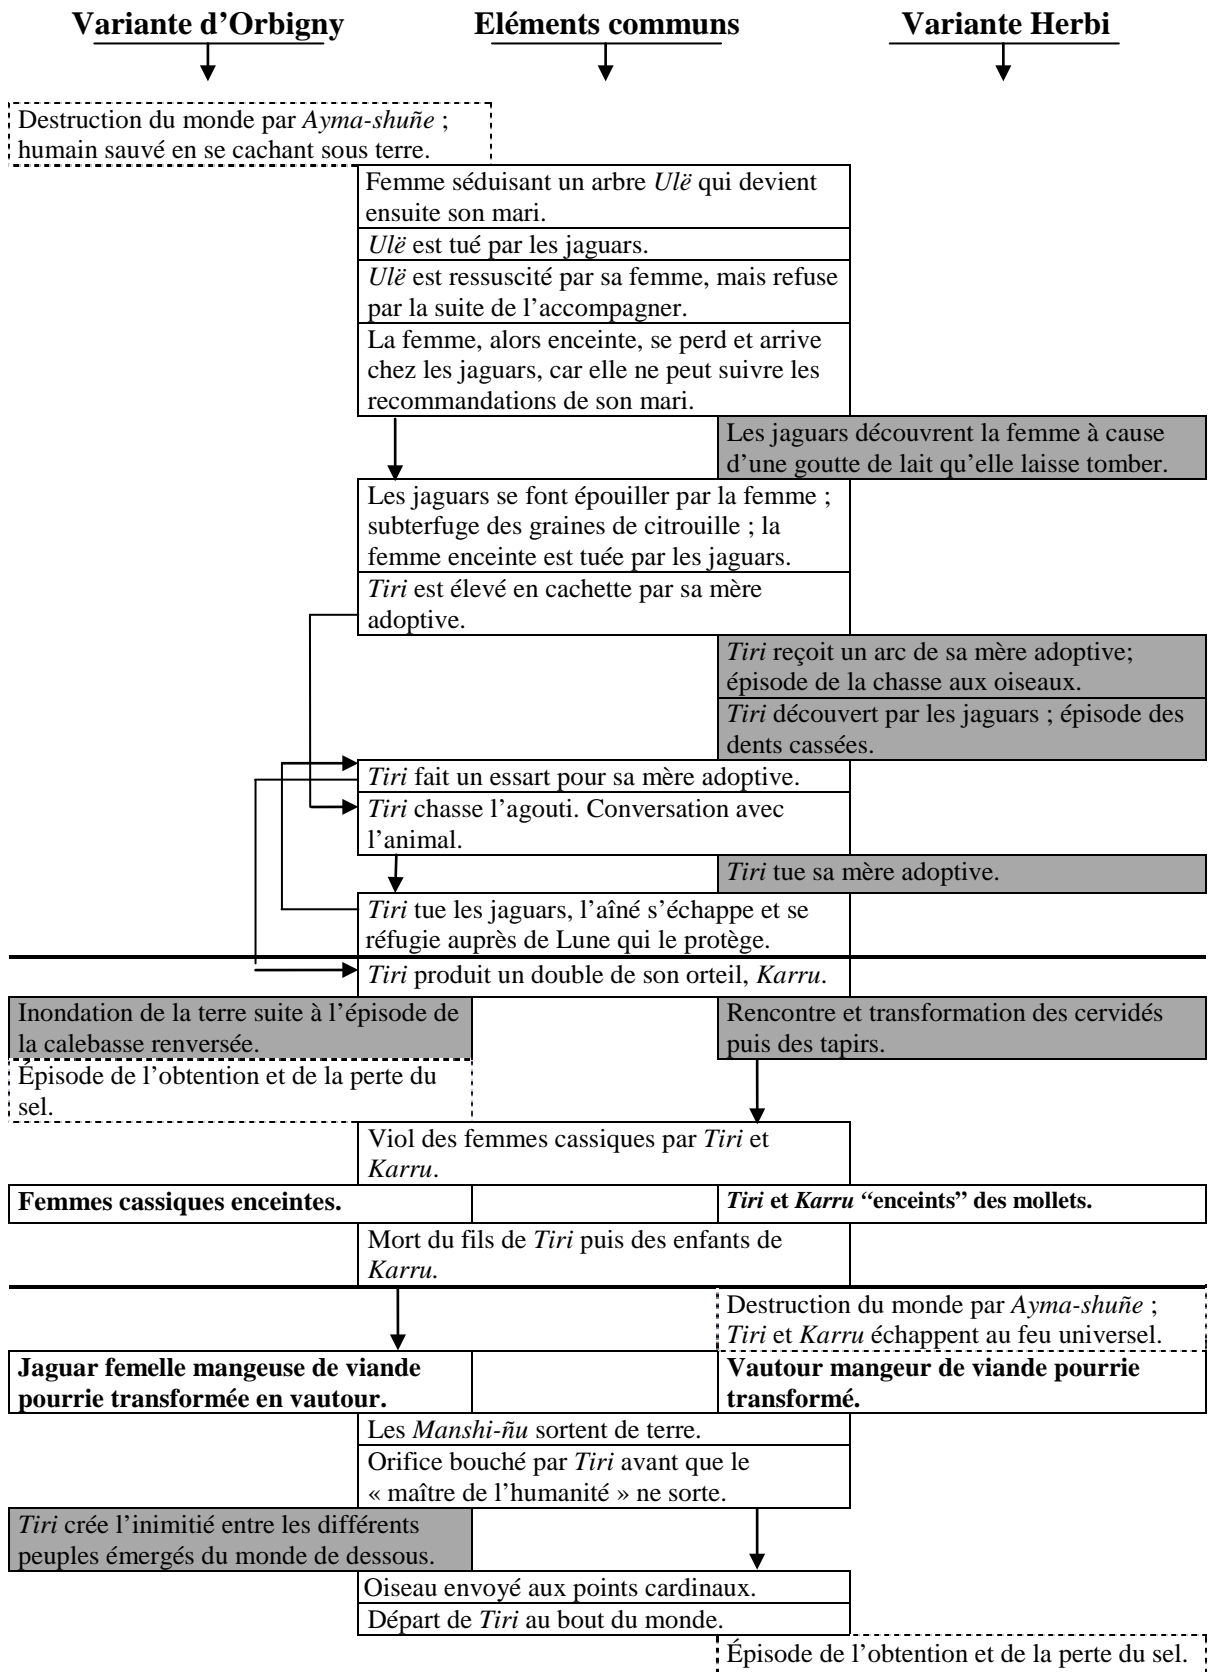 Variante d’Orbigny
Eléments communs
Variante Herbi
Destruction du monde par Ayma-shuñe ;
humain sauvé en se cachant sous terre.
Femme séduisant un arbre Ulë qui devient
ensuite son mari.
Ulë est tué par les jaguars.
Ulë est ressuscité par sa femme, mais refuse
par la suite de l’accompagner.
La femme, alors enceinte, se perd et arrive
chez les jaguars, car elle ne peut suivre les
recommandations de son mari.
Les jaguars découvrent la femme à cause
d’une goutte de lait qu’elle laisse tomber.
Les jaguars se font épouiller par la femme ;
subterfuge des graines de citrouille ; la
femme enceinte est tuée par les jaguars.
Tiri est élevé en cachette par sa mère
adoptive.
Tiri reçoit un arc de sa mère adoptive;
épisode de la chasse aux oiseaux.
Tiri découvert par les jaguars ; épisode des
dents cassées.
Tiri fait un essart pour sa mère adoptive.
Tiri chasse l’agouti. Conversation avec
l’animal.
Tiri tue sa mère adoptive.
Tiri tue les jaguars, l’aîné s’échappe et se
réfugie auprès de Lune qui le protège.
Tiri produit un double de son orteil, Karru.
Inondation de la terre suite à l’épisode de
la calebasse renversée.
Rencontre et transformation des cervidés
puis des tapirs.
Épisode de l’obtention et de la perte du
sel.
Viol des femmes cassiques par Tiri et
Karru.
Femmes cassiques enceintes.
Tiri et Karru “enceints” des mollets.
Mort du fils de Tiri puis des enfants de
Karru.
Destruction du monde par Ayma-shuñe ;
Tiri et Karru échappent au feu universel.
Jaguar femelle mangeuse de viande
pourrie transformée en vautour.
Vautour mangeur de viande pourrie
transformé.
Les Manshi-ñu sortent de terre.
Orifice bouché par Tiri avant que le
« maître de l’humanité » ne sorte.
Tiri crée l’inimitié entre les différents
peuples émergés du monde de dessous.
Oiseau envoyé aux points cardinaux.
Départ de Tiri au bout du monde.
Épisode de l’obtention et de la perte du sel.